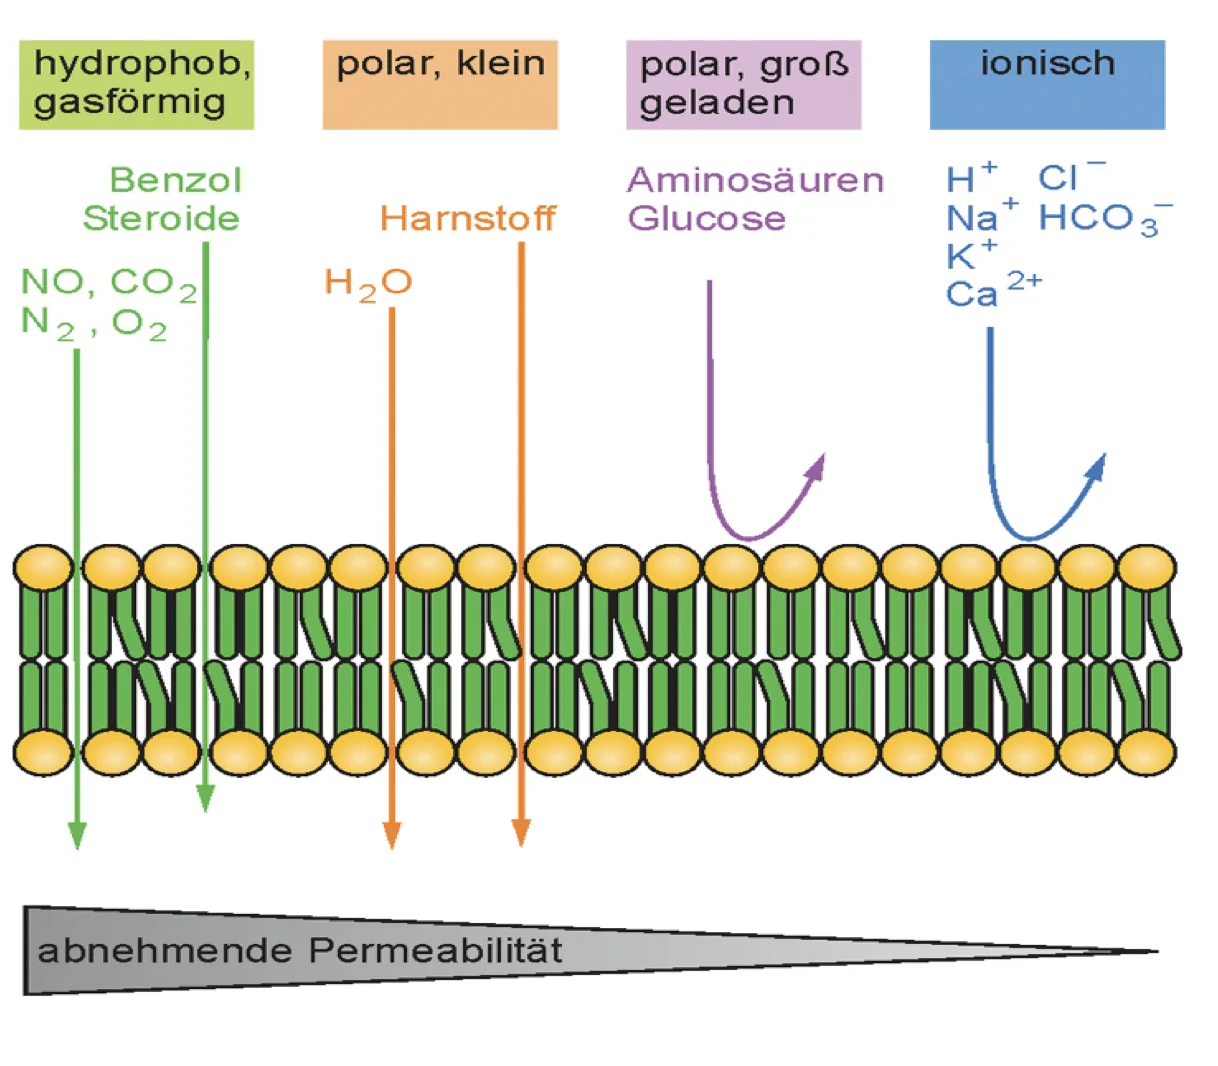 hydrophob,
gasförmig
polar, klein
polar, groß
geladen
ionisch
Benzol
Steroide
NO, CO₂
N₂ , O₂
Harnstoff
H₂O
Aminosäuren
Glucose
H⁺ Cl⁻
Na⁺ HCO₃⁻
K⁺
Ca²⁺
abnehmende Permeabilität